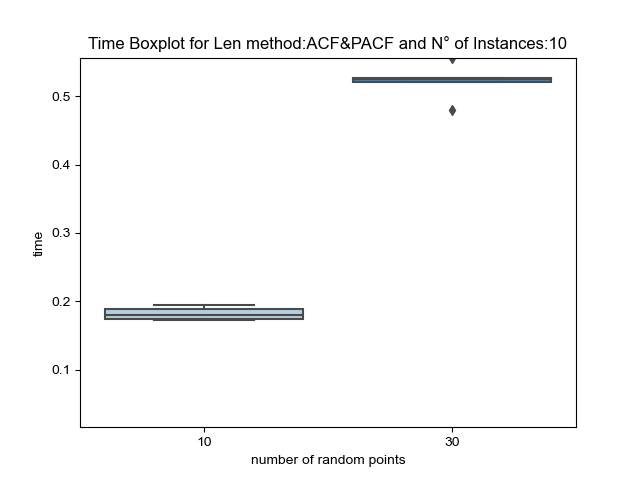 Time Boxplot for Len method:ACF&PACF and N° of Instances:10
0.5
0.4
0.3
0.2
0.1
time
10
30
number of random points